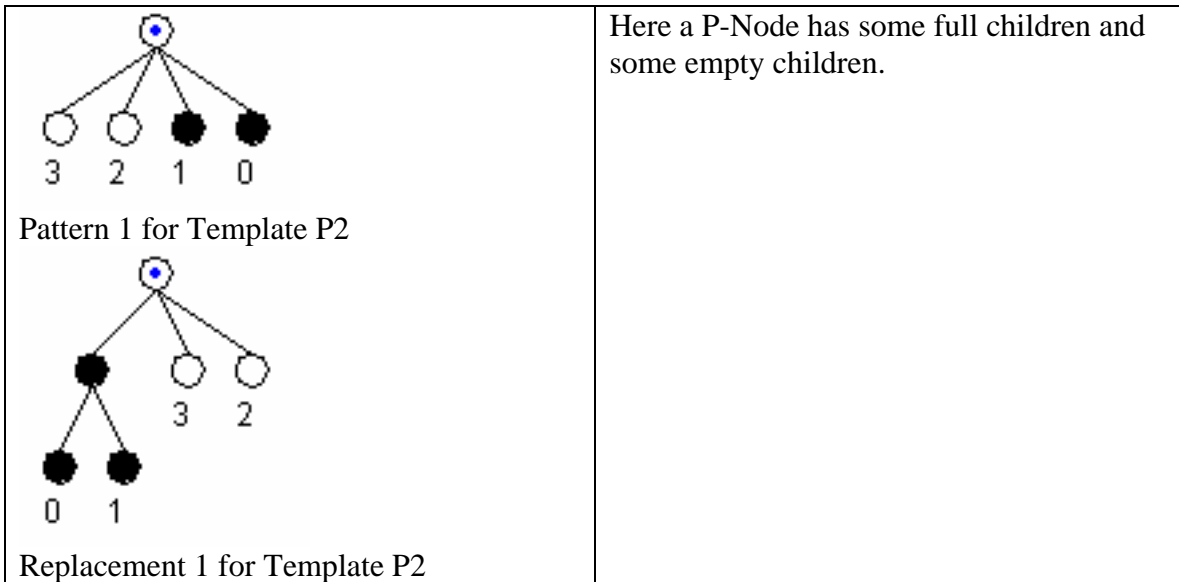 3 2 1 0
Pattern 1 for Template P2
3 2
0 1
Replacement 1 for Template P2
Here a P-Node has some full children and
some empty children.